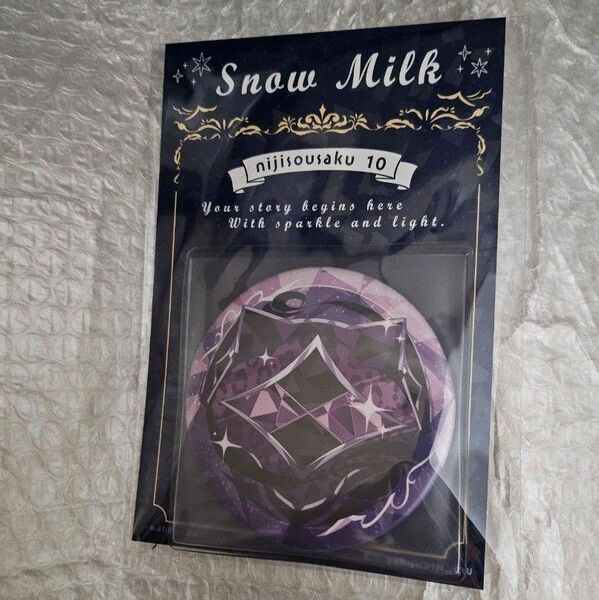 Snow Milk
nijisousaku 10
Your story begins here
With sparkle and light.